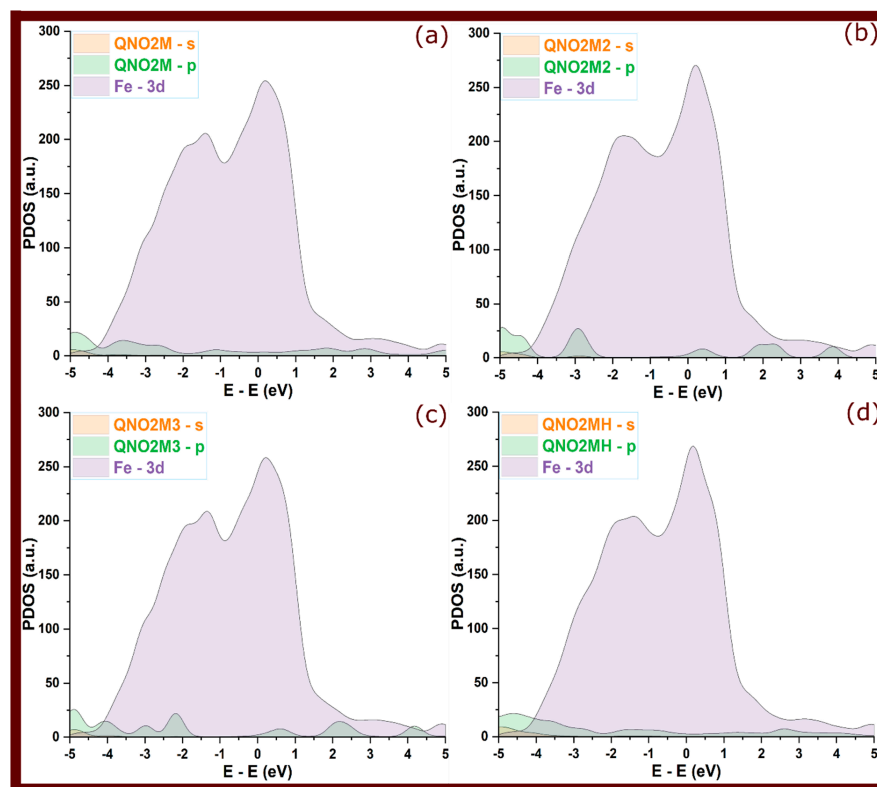 (a)
QNO2M - s
QNO2M - p
Fe - 3d
300
250
200
150
100
50
0
PDOS (a.u.)
-5 -4 -3 -2 -1 0 1 2 3 4 5
E - E (eV)
(b)
QNO2M2 - s
QNO2M2 - p
Fe - 3d
300
250
200
150
100
50
0
PDOS (a.u.)
-5 -4 -3 -2 -1 0 1 2 3 4 5
E - E (eV)
(c)
QNO2M3 - s
QNO2M3 - p
Fe - 3d
300
250
200
150
100
50
0
PDOS (a.u.)
-5 -4 -3 -2 -1 0 1 2 3 4 5
E - E (eV)
(d)
QNO2MH - s
QNO2MH - p
Fe - 3d
300
250
200
150
100
50
0
PDOS (a.u.)
-5 -4 -3 -2 -1 0 1 2 3 4 5
E - E (eV)